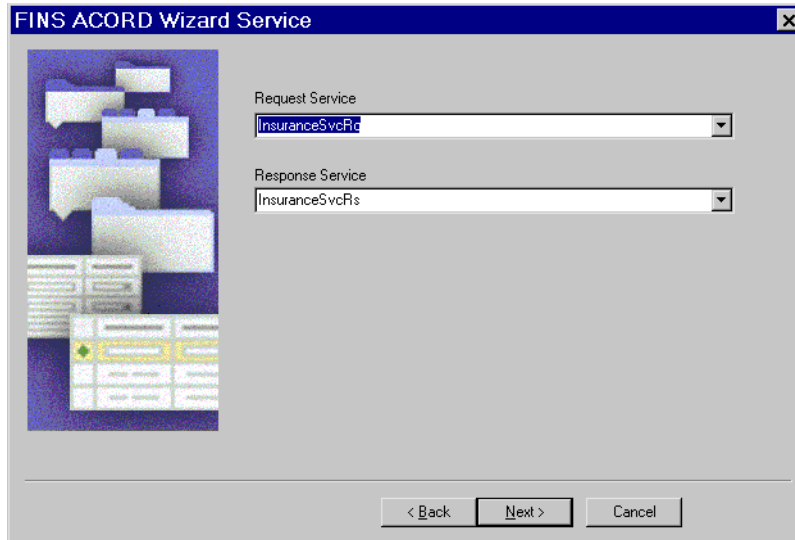 FINS ACORD Wizard Service
Request Service
InsuranceSvcRq
Response Service
InsuranceSvcRs
< Back
Next >
Cancel